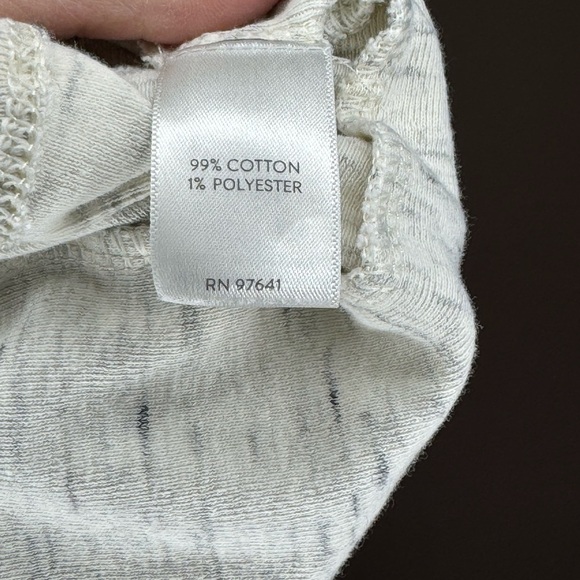 99% COTTON
1% POLYESTER
RN 97641